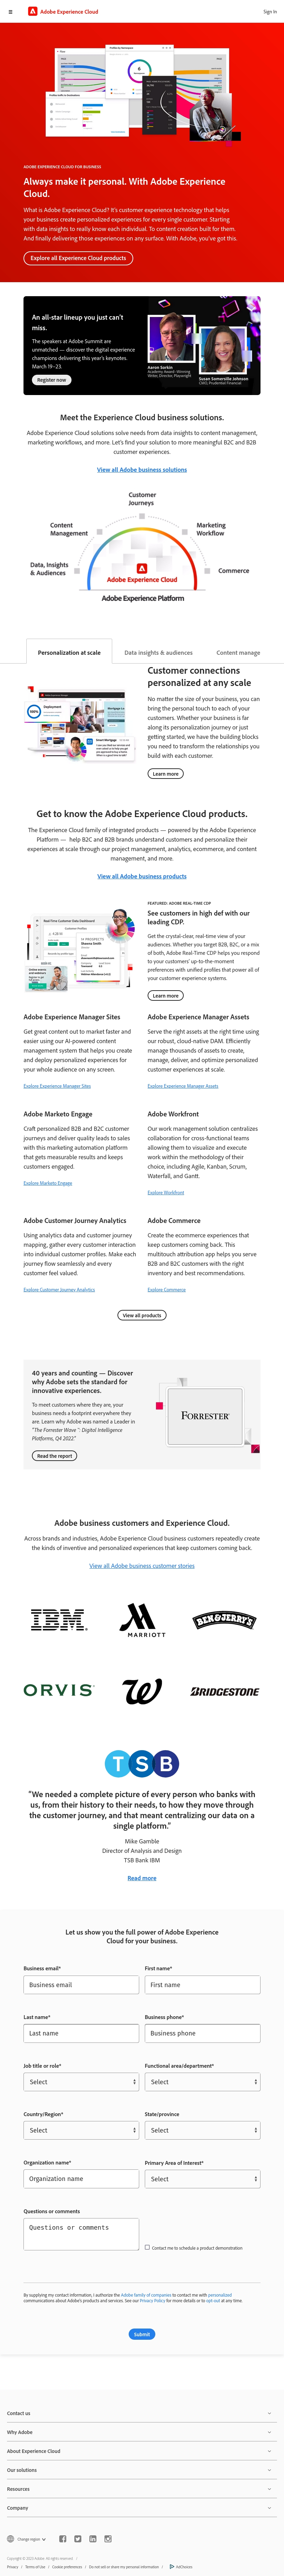 Adobe Experience Cloud
Sign In
ADOBE EXPERIENCE CLOUD FOR BUSINESS
Always make it personal. With Adobe Experience
Cloud.
What is Adobe Experience Cloud? It's customer experience technology that helps
your business create personalized experiences for every single customer. Starting
with data insights to really know each individual. To content creation built for them.
And finally delivering those experiences on any surface. With Adobe, you've got this.
Explore all Experience Cloud products
An all-star lineup you just can't
miss.
The speakers at Adobe Summit are
unmatched — discover the digital experience
champions delivering this year's keynotes.
March 19–23.
Register now
Aaron Sorkin
Academy Award - Winning
Writer, Director, Playwright
Susan Somersille Johnson
CMO, Prudential Financial
Meet the Experience Cloud business solutions.
Adobe Experience Cloud solutions solve needs from data insights to content management,
marketing workflows, and more. Let's find your solution to more meaningful B2C and B2B
customer experiences.
View all Adobe business solutions
Customer
Journeys
Content
Management
Marketing
Workflow
Data, Insights
& Audiences
Commerce
Adobe Experience Cloud
Adobe Experience Platform
Personalization at scale
Data insights & audiences
Content manage
Customer connections
personalized at any scale
No matter the size of your business, you can
bring the personal touch to each of your
customers. Whether your business is far
along its personalization journey or just
getting started, we have the building blocks
you need to transform the relationships you
build with each customer.
Learn more
Get to know the Adobe Experience Cloud products.
The Experience Cloud family of integrated products — powered by the Adobe Experience
Platform — help B2C and B2B brands understand customers and personalize their
experiences at scale through our project management, analytics, ecommerce, and content
management, and more.
View all Adobe business products
FEATURED: ADOBE REAL-TIME CDP
See customers in high def with our
leading CDP.
Get the crystal-clear, real-time view of your
audiences. Whether you target B2B, B2C, or a mix
of both, Adobe Real-Time CDP helps you respond
to your customers' up-to-the-moment
preferences with unified profiles that power all of
your customer experience systems.
Learn more
Adobe Experience Manager Sites
Get great content out to market faster and
easier using our AI-powered content
management system that helps you create
and deploy personalized experiences for
your whole audience on any screen.
Explore Experience Manager Sites
Adobe Experience Manager Assets
Serve the right assets at the right time using
our robust, cloud-native DAM. Efficiently
manage thousands of assets to create,
manage, deliver, and optimize personalized
customer experiences at scale.
Explore Experience Manager Assets
Adobe Marketo Engage
Craft personalized B2B and B2C customer
journeys and deliver quality leads to sales
with this marketing automation platform
that gets measurable results and keeps
customers engaged.
Explore Marketo Engage
Adobe Workfront
Our work management solution centralizes
collaboration for cross-functional teams
allowing them to visualize and execute
work within the methodology of their
choice, including Agile, Kanban, Scrum,
Waterfall, and Gantt.
Explore Workfront
Adobe Customer Journey Analytics
Using analytics data and customer journey
mapping, gather every customer interaction
into individual customer profiles. Make each
journey flow seamlessly and every
customer feel valued.
Explore Customer Journey Analytics
Adobe Commerce
Create the ecommerce experiences that
keep customers coming back. This
multitouch attribution app helps you serve
B2B and B2C customers with the right
inventory and best recommendations.
Explore Commerce
View all products
40 years and counting — Discover
why Adobe sets the standard for
innovative experiences.
To meet customers where they are, your
business needs a footprint everywhere they
are. Learn why Adobe was named a Leader in
"The Forrester Wave™: Digital Intelligence
Platforms, Q4 2022."
Read the report
FORRESTER
Adobe business customers and Experience Cloud.
Across brands and industries, Adobe Experience Cloud business customers repeatedly create
the kinds of inventive and personalized experiences that keep customers coming back.
View all Adobe business customer stories
IBM
MARRIOTT
BEN & JERRY'S
ORVIS
W
BRIDGESTONE
TSB
"We needed a complete picture of every person who banks with
us, from their history to their needs, to how they move through
the customer journey, and that meant centralizing our data on a
single platform."
Mike Gamble
Director of Analysis and Design
TSB Bank IBM
Read more
Let us show you the full power of Adobe Experience
Cloud for your business.
Business email*
First name*
Business email
First name
Last name*
Business phone*
Last name
Business phone
Job title or role*
Functional area/department*
Select
Select
Country/Region*
State/province
Select
Select
Organization name*
Primary Area of Interest*
Organization name
Select
Questions or comments
Questions or comments
Contact me to schedule a product demonstration
By supplying my contact information, I authorize the Adobe family of companies to contact me with personalized
communications about Adobe's products and services. See our Privacy Policy for more details or to opt-out at any time.
Submit
Contact us
Why Adobe
About Experience Cloud
Our solutions
Resources
Company
Change region
Copyright © 2023 Adobe. All rights reserved. /
Privacy / Terms of Use / Cookie preferences / Do not sell or share my personal information / AdChoices